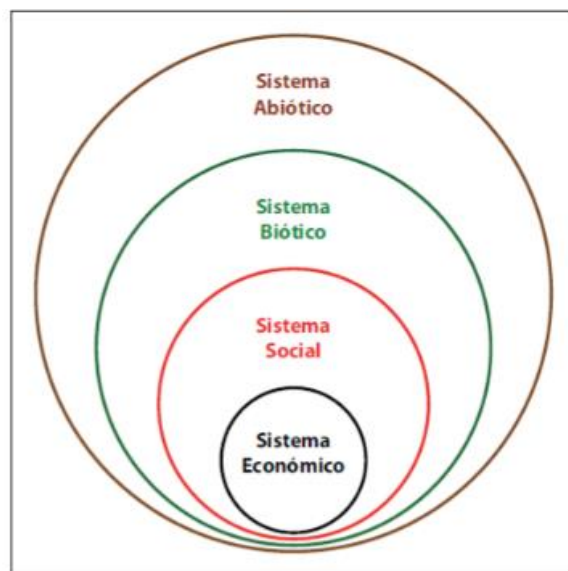 Sistema
Abiótico
Sistema
Biótico
Sistema
Social
Sistema
Económico